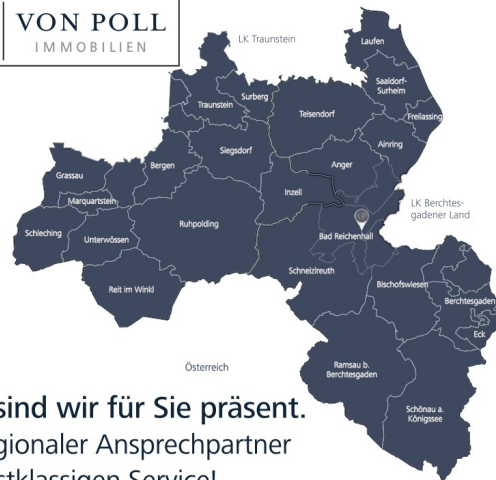 VON POLL
IMMOBILIEN
LK Traunstein
Laufen
Saaldorf-
Surheim
Surberg
Traunstein
Teisendorf
Freilassing
Siegsdorf
Ainring
Anger
Bergen
Grassau
Inzell
Marquartstein
LK Berchtes-
gadener Land
Ruhpolding
Schleching
Unterwössen
Bad Reichenhall
Schneizlreuth
Bischofswiesen
Reit im Winkl
Berchtesgaden
Eck
Österreich
Ramsau b.
Berchtesgaden
Schönau a.
Königssee
sind wir für Sie präsent.
gionaler Ansprechpartner
stklassigen Service!